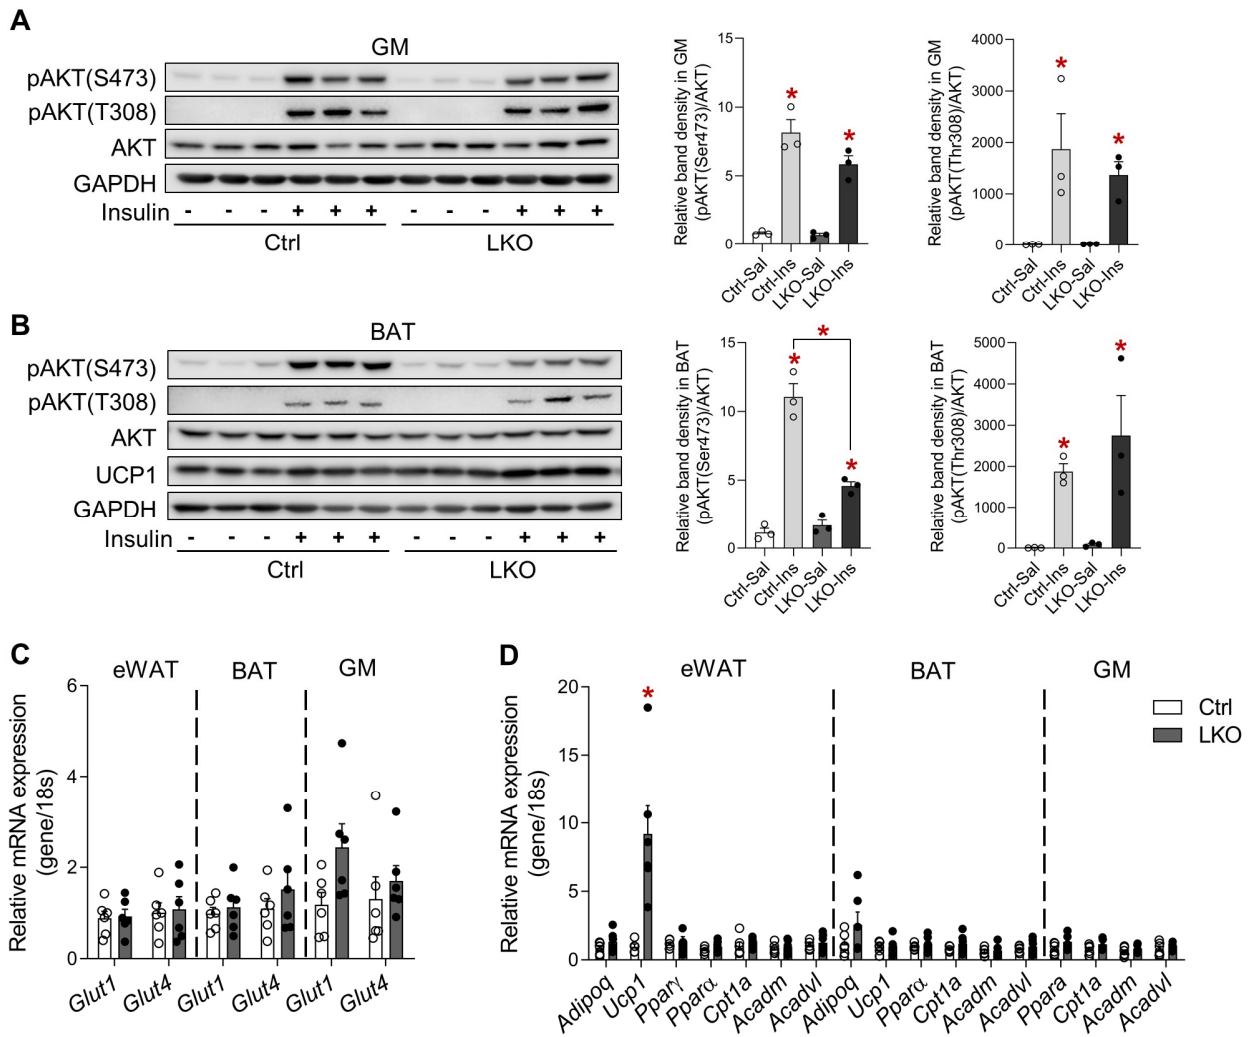 A
GM
pAKT(S473)
pAKT(T308)
AKT
GAPDH
Insulin - - - + + + - - - + + +
Ctrl LKO
Relative band density in GM
(pAKT(Ser473)/AKT)
15
10
5
0
*
*
Ctrl-Sal
Ctrl-Ins
LKO-Sal
LKO-Ins
Relative band density in GM
(pAKT(Thr308)/AKT)
4000
3000
2000
1000
0
*
*
Ctrl-Sal
Ctrl-Ins
LKO-Sal
LKO-Ins
B
BAT
pAKT(S473)
pAKT(T308)
AKT
UCP1
GAPDH
Insulin - - - + + + - - - + + +
Ctrl LKO
Relative band density in BAT
(pAKT(Ser473)/AKT)
15
10
5
0
*
*
*
Ctrl-Sal
Ctrl-Ins
LKO-Sal
LKO-Ins
Relative band density in BAT
(pAKT(Thr308)/AKT)
5000
4000
3000
2000
1000
0
*
*
Ctrl-Sal
Ctrl-Ins
LKO-Sal
LKO-Ins
C
eWAT BAT GM
Relative mRNA expression
(gene/18s)
6
4
2
0
Glut1
Glut4
Glut1
Glut4
Glut1
Glut4
D
eWAT BAT GM
Relative mRNA expression
(gene/18s)
20
15
10
5
0
*
Adipoq
Ucp1
Pparγ
Pparα
Cpt1a
Acadm
Acadvl
Adipoq
Ucp1
Pparα
Cpt1a
Acadm
Acadvl
Ppara
Cpt1a
Acadm
Acadvl
Ctrl
LKO